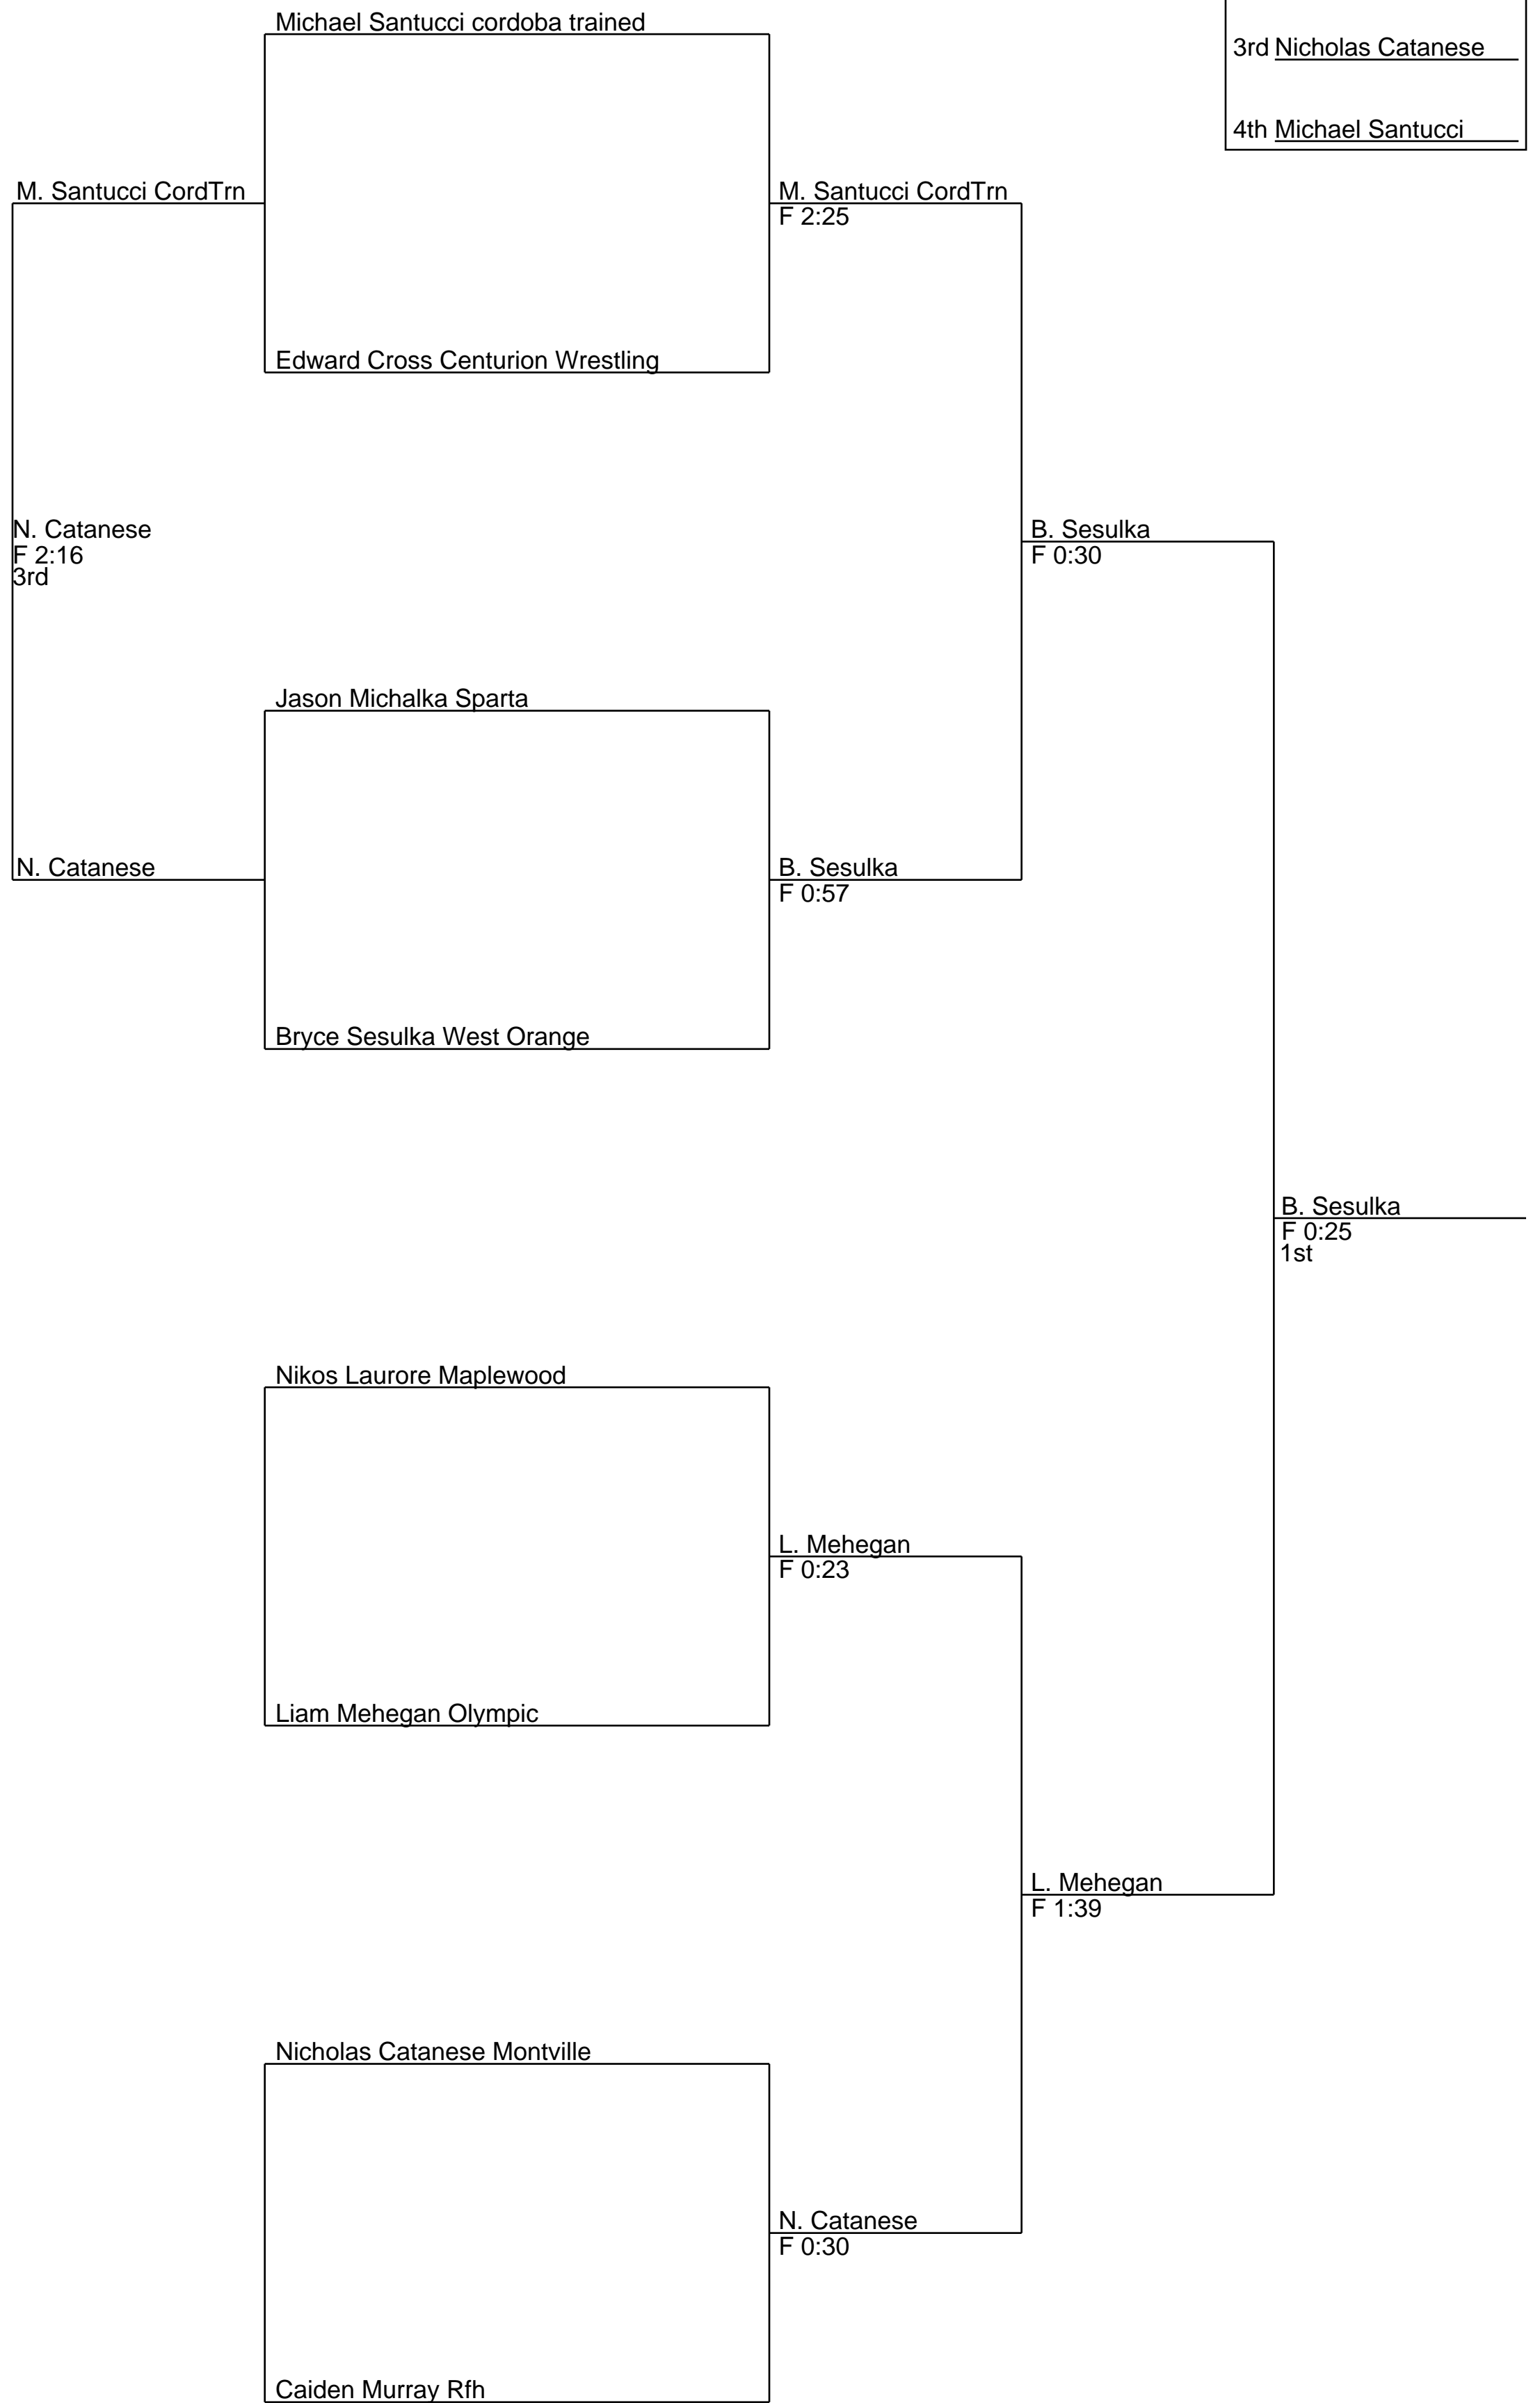 Michael Santucci cordoba trained
3rd Nicholas Catanese
4th Michael Santucci
M. Santucci CordTrn
M. Santucci CordTrn
F 2:25
Edward Cross Centurion Wrestling
N. Catanese
F 2:16
3rd
B. Sesulka
F 0:30
Jason Michalka Sparta
N. Catanese
B. Sesulka
F 0:57
Bryce Sesulka West Orange
B. Sesulka
F 0:25
1st
Nikos Laurore Maplewood
L. Mehegan
F 0:23
Liam Mehegan Olympic
L. Mehegan
F 1:39
Nicholas Catanese Montville
N. Catanese
F 0:30
Caiden Murray Rfh